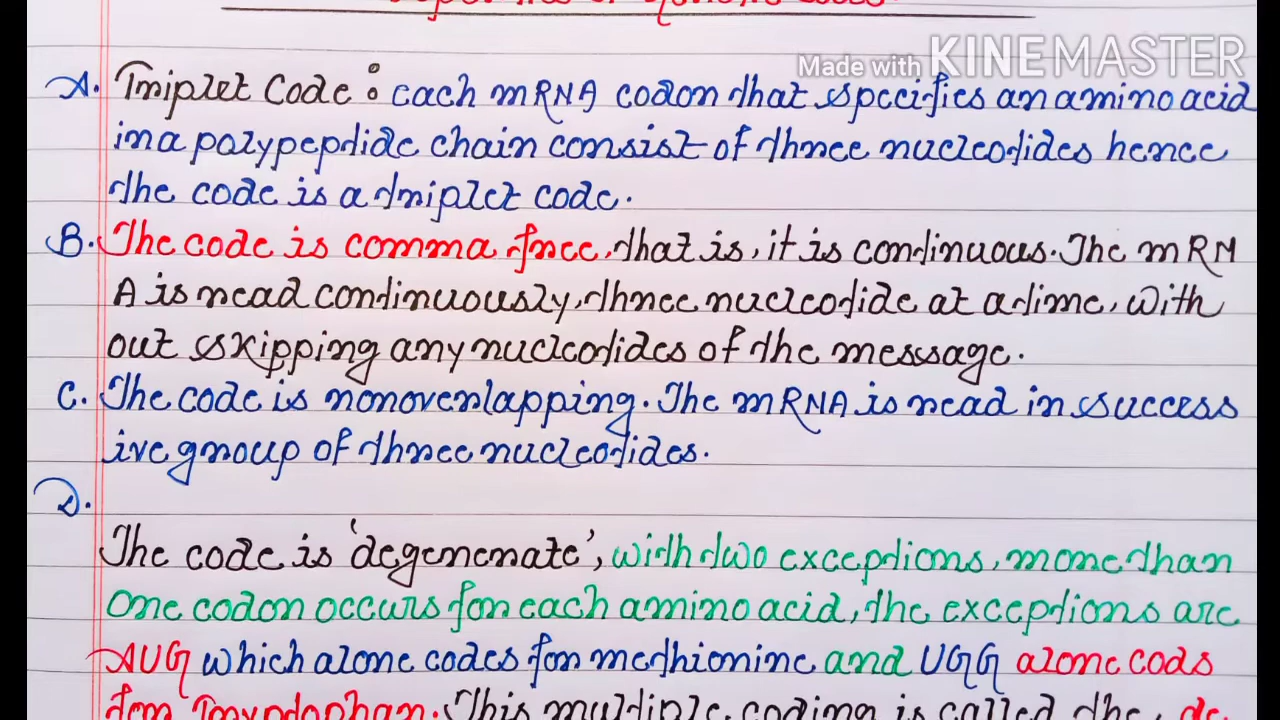 Properties of Genetic Codes
Made with KINEMASTER
A. Triplet Code : each mRNA codon that specifies an amino acid
in a polypeptide chain consist of three nucleotides hence
the code is a triplet code.
B. The code is comma free, that is, it is continuous. The mRN
A is read continuously, three nucleotide at a time, with
out skipping any nucleotides of the message.
C. The code is nonoverlapping. The mRNA is read in success
ive group of three nucleotides.
D.
The code is 'degenerate', with two exceptions, more than
one codon occurs for each amino acid, the exceptions are
AUG which alone codes for methionine and UGG alone cods
for Tryptophan. This multiple coding is called the de